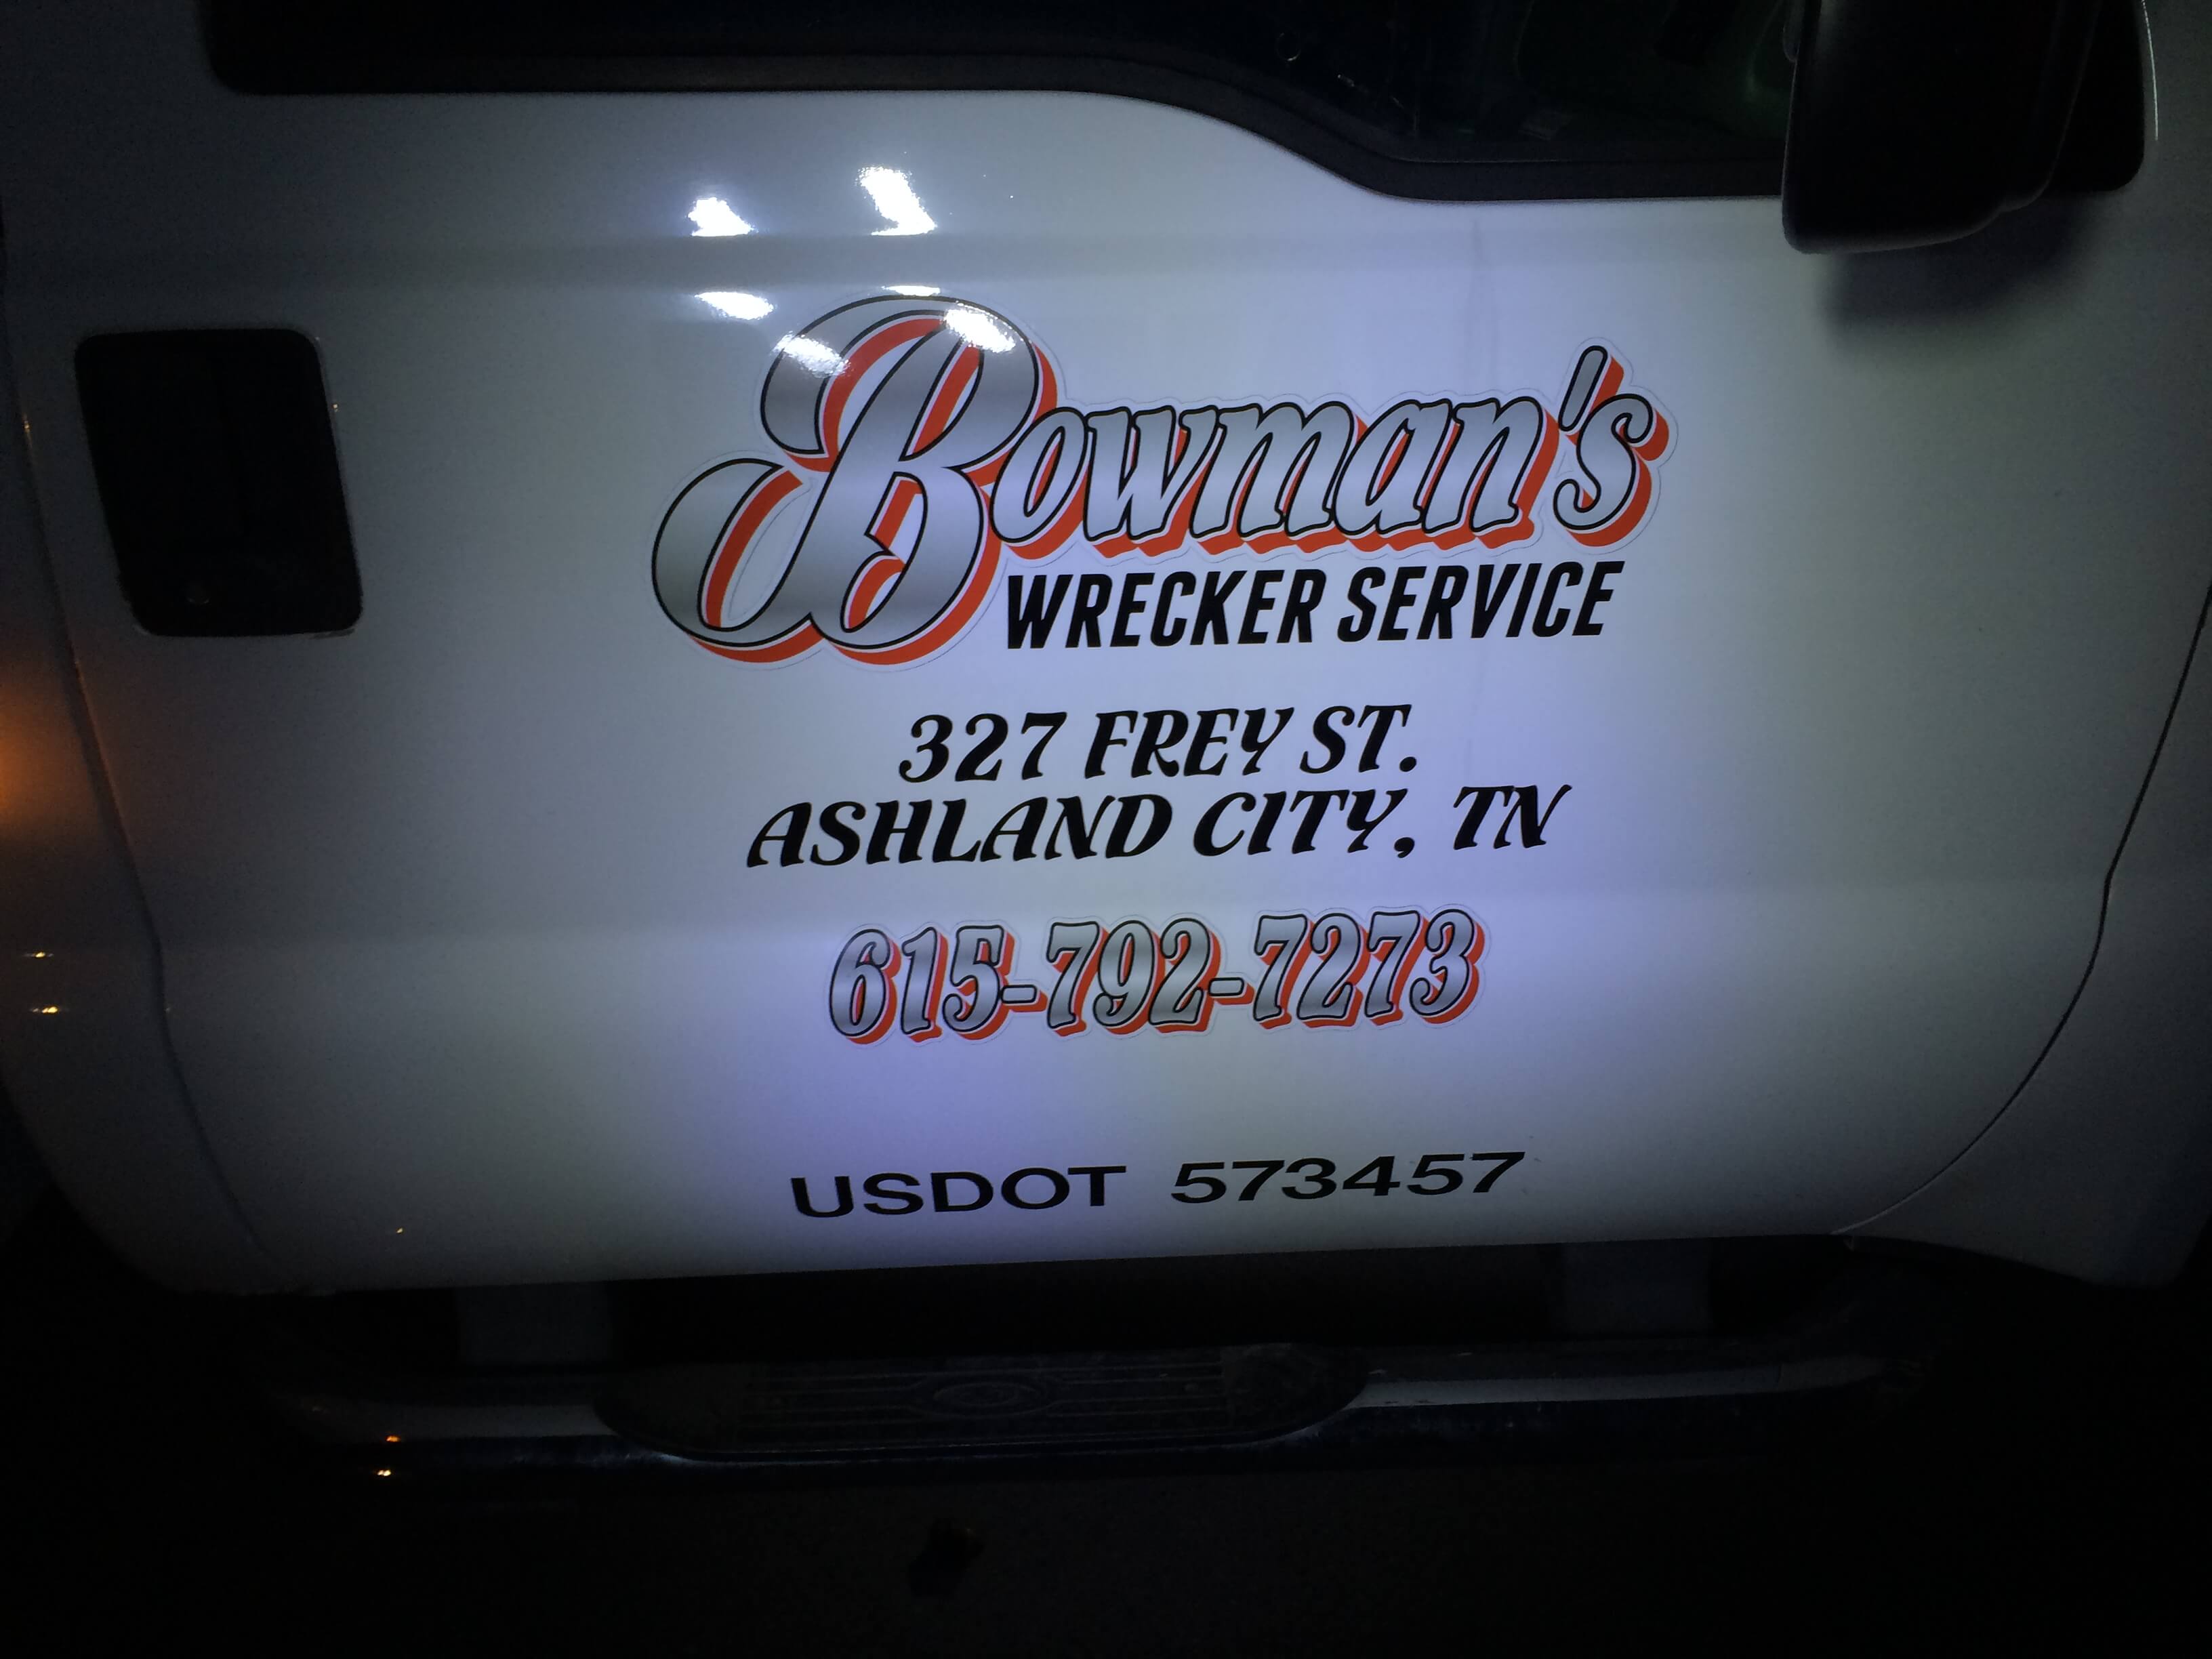 Bowman's
WRECKER SERVICE
327 FREY ST.
ASHLAND CITY, TN
615-792-7273
USDOT 573457